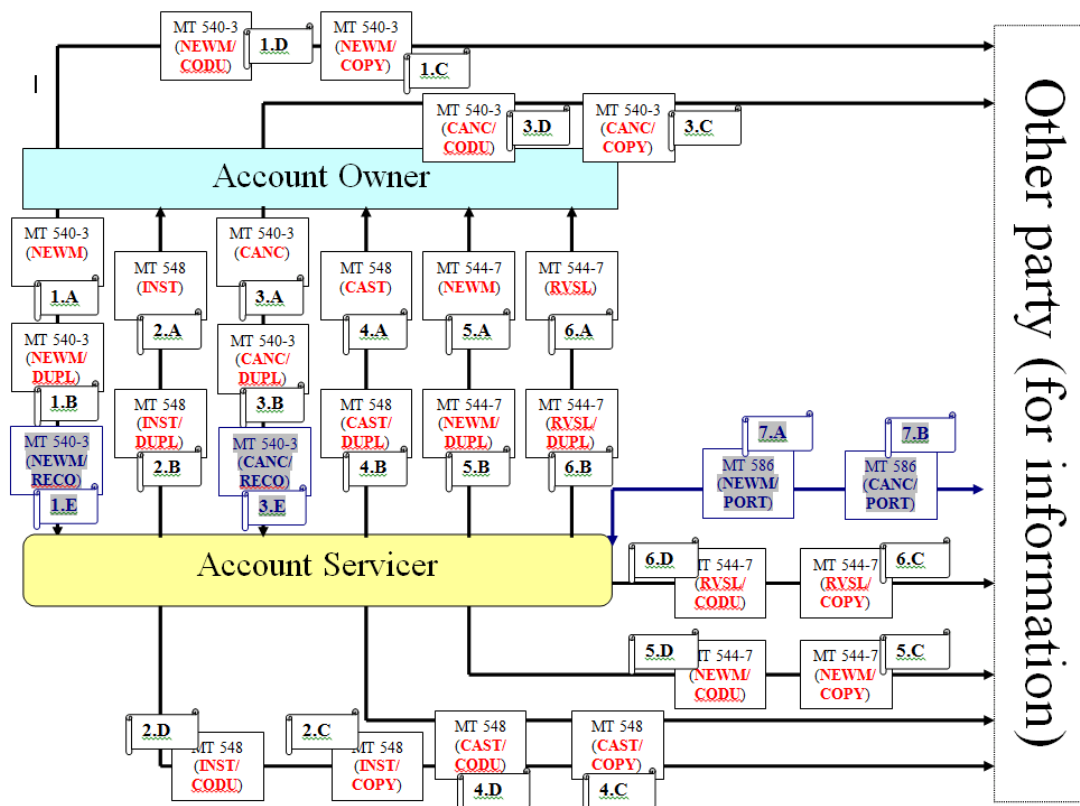 MT 540-3
(NEWM/
CODU)
1.D
MT 540-3
(NEWM/
COPY)
1.C
MT 540-3
(CANC/
CODU)
3.D
MT 540-3
(CANC/
COPY)
3.C
Account Owner
MT 540-3
(NEWM)
1.A
MT 548
(INST)
2.A
MT 540-3
(CANC)
3.A
MT 548
(CAST)
4.A
MT 544-7
(NEWM)
5.A
MT 544-7
(RVSL)
6.A
MT 540-3
(NEWM/
DUPL)
1.B
MT 548
(INST/
DUPL)
2.B
MT 540-3
(CANC/
DUPL)
3.B
MT 548
(CAST/
DUPL)
4.B
MT 544-7
(NEWM/
DUPL)
5.B
MT 544-7
(RVSL/
DUPL)
6.B
MT 540-3
(NEWM/
RECO)
1.E
MT 540-3
(CANC/
RECO)
3.E
7.A
MT 586
(NEWM/
PORT)
7.B
MT 586
(CANC/
PORT)
Account Servicer
6.D
MT 544-7
(RVSL/
CODU)
MT 544-7
(RVSL/
COPY)
6.C
5.D
MT 544-7
(NEWM/
CODU)
MT 544-7
(NEWM/
COPY)
5.C
2.D
MT 548
(INST/
CODU)
2.C
MT 548
(INST/
COPY)
MT 548
(CAST/
CODU)
4.D
MT 548
(CAST/
COPY)
4.C
Other party (for information)